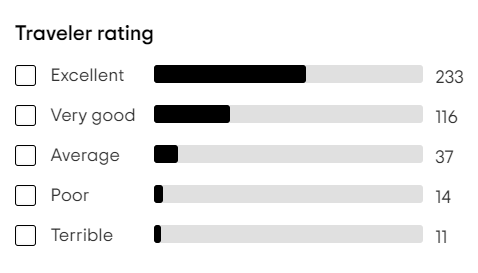 Traveler rating
Excellent 233
Very good 116
Average 37
Poor 14
Terrible 11